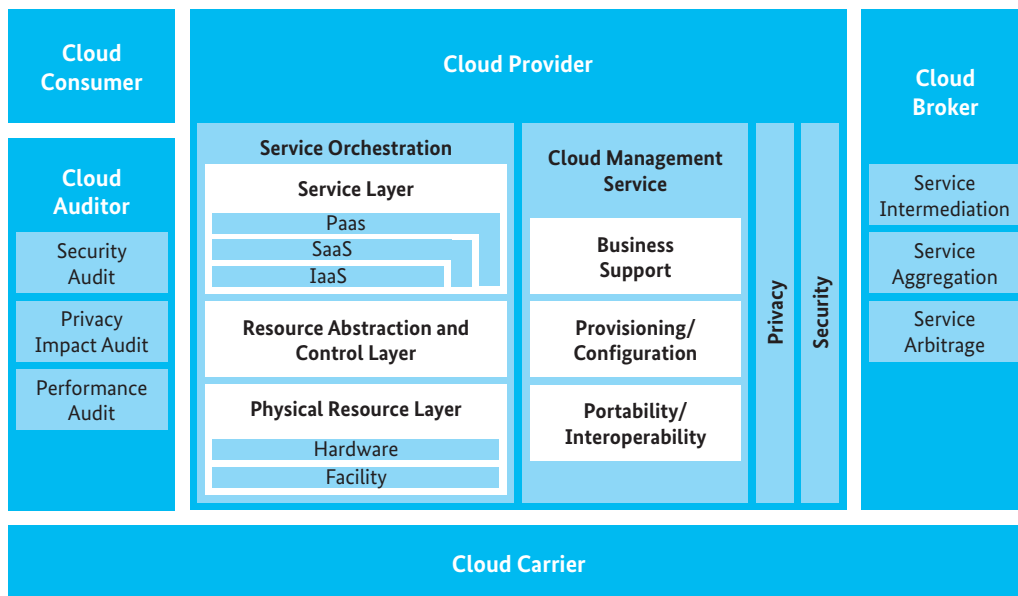 Cloud
Consumer
Cloud
Auditor
Security
Audit
Privacy
Impact Audit
Performance
Audit
Cloud Provider
Service Orchestration
Service Layer
Paas
SaaS
IaaS
Resource Abstraction and
Control Layer
Physical Resource Layer
Hardware
Facility
Cloud Management
Service
Business
Support
Provisioning/
Configuration
Portability/
Interoperability
Privacy
Security
Cloud
Broker
Service
Intermediation
Service
Aggregation
Service
Arbitrage
Cloud Carrier